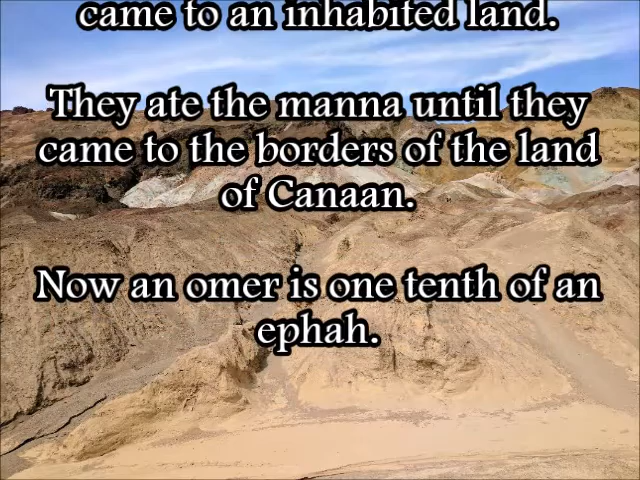 came to an inhabited land.
They ate the manna until they
came to the borders of the land
of Canaan.
Now an omer is one tenth of an
ephah.